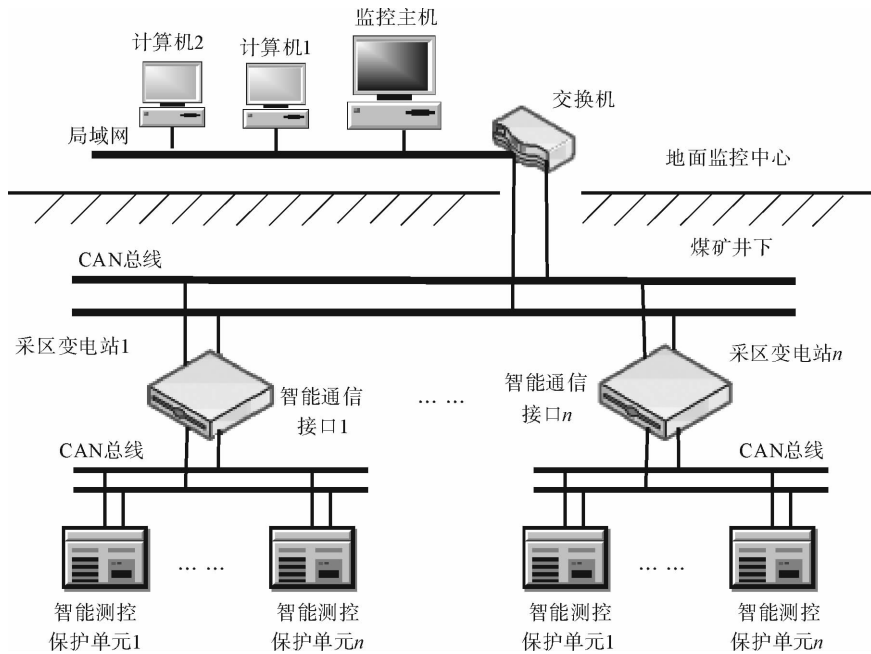 监控主机
计算机2
计算机1
交换机
局域网
地面监控中心
煤矿井下
CAN总线
采区变电站1
采区变电站n
智能通信
接口1
… …
智能通信
接口n
CAN总线
CAN总线
… …
… …
智能测控
保护单元1
智能测控
保护单元n
智能测控
保护单元1
智能测控
保护单元n